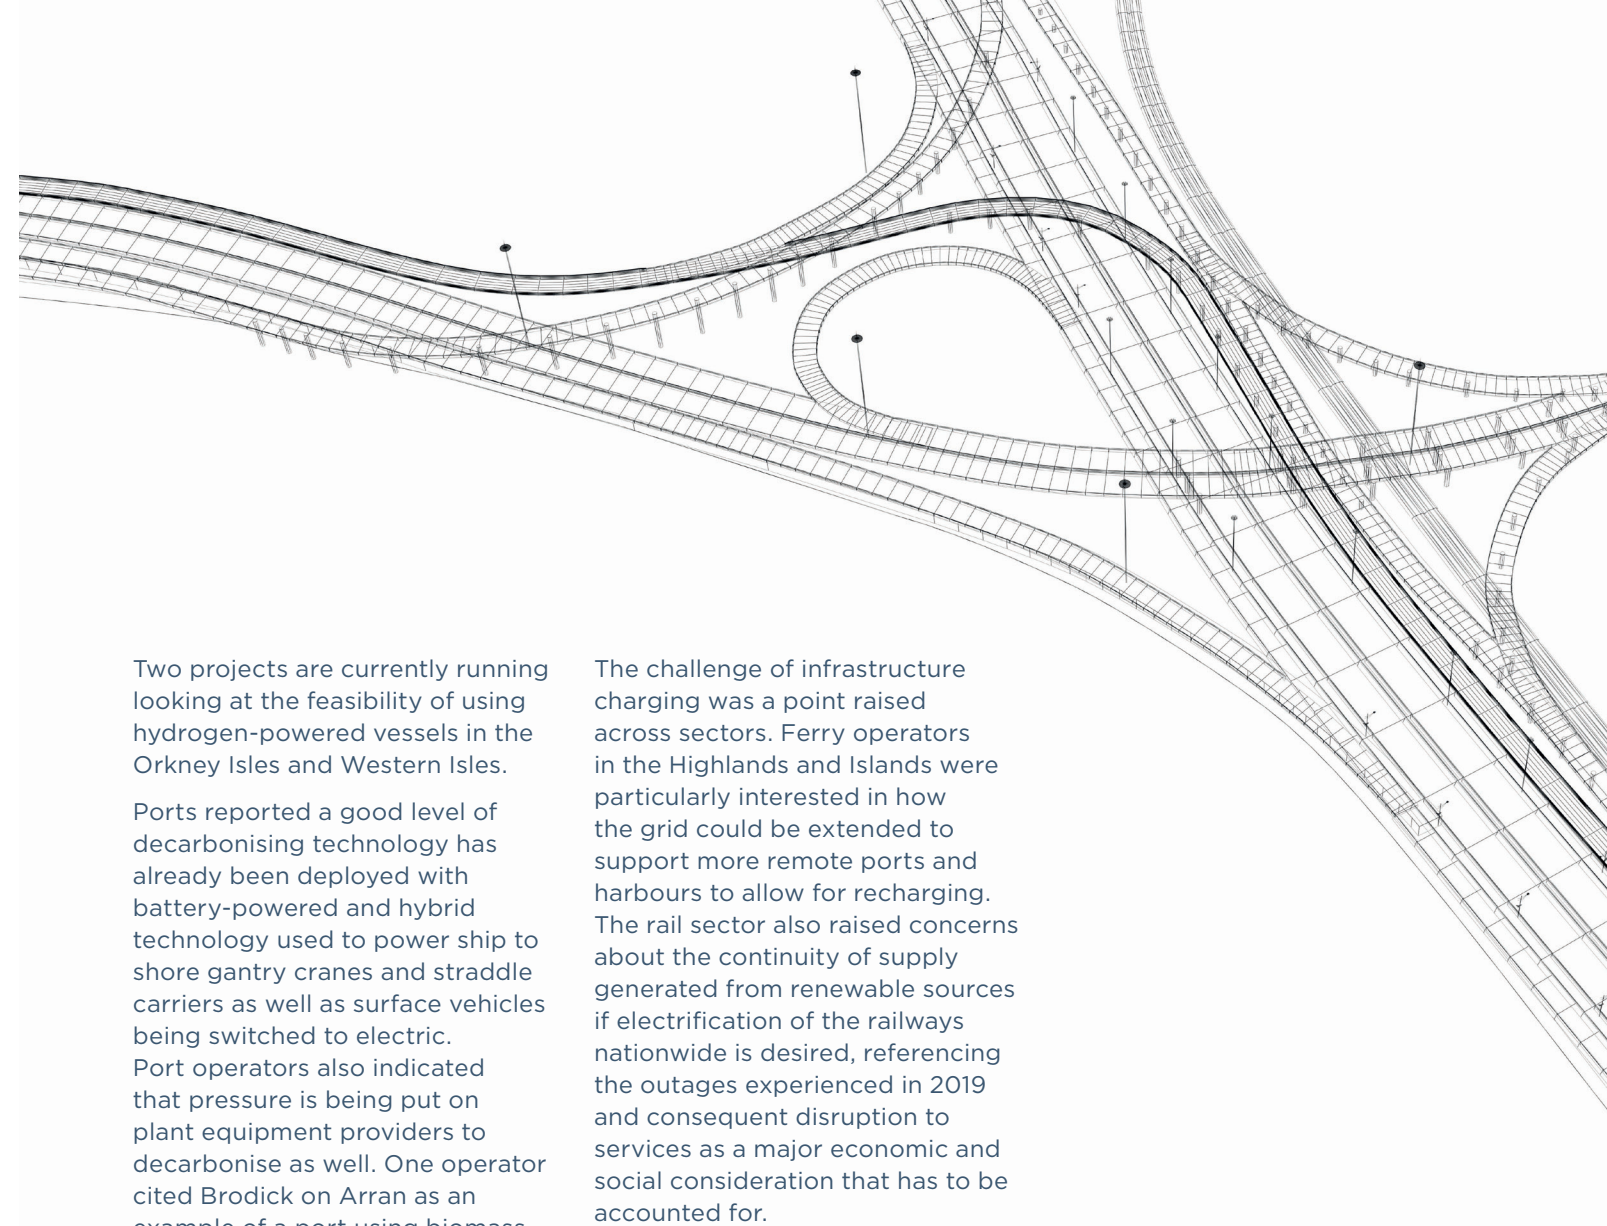 Two projects are currently running
looking at the feasibility of using
hydrogen-powered vessels in the
Orkney Isles and Western Isles.
Ports reported a good level of
decarbonising technology has
already been deployed with
battery-powered and hybrid
technology used to power ship to
shore gantry cranes and straddle
carriers as well as surface vehicles
being switched to electric.
Port operators also indicated
that pressure is being put on
plant equipment providers to
decarbonise as well. One operator
cited Brodick on Arran as an
example of a port using biomass
The challenge of infrastructure
charging was a point raised
across sectors. Ferry operators
in the Highlands and Islands were
particularly interested in how
the grid could be extended to
support more remote ports and
harbours to allow for recharging.
The rail sector also raised concerns
about the continuity of supply
generated from renewable sources
if electrification of the railways
nationwide is desired, referencing
the outages experienced in 2019
and consequent disruption to
services as a major economic and
social consideration that has to be
accounted for.